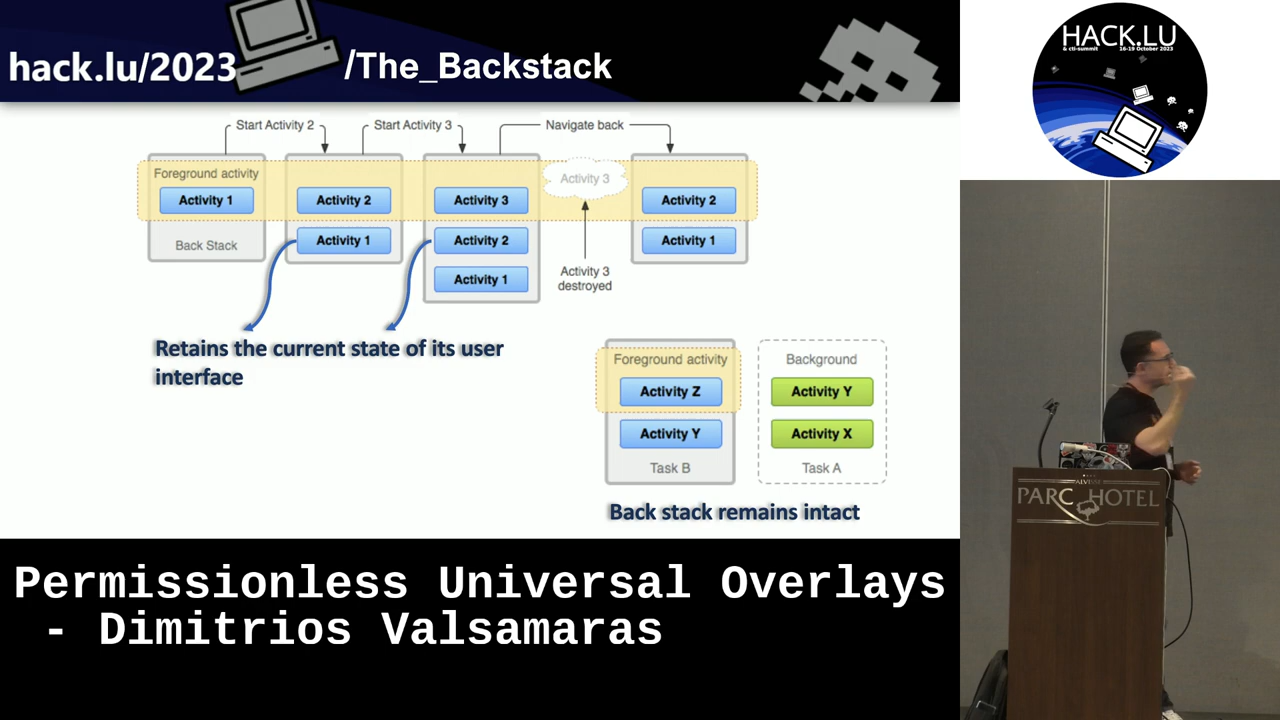 hack.lu/2023
/The_Backstack
Start Activity 2
Start Activity 3
Navigate back
Foreground activity
Activity 1
Back Stack
Activity 2
Activity 1
Activity 3
Activity 2
Activity 1
Activity 3
Activity 3
destroyed
Activity 2
Activity 1
Retains the current state of its user
interface
Foreground activity
Activity Z
Activity Y
Task B
Background
Activity Y
Activity X
Task A
Back stack remains intact
Permissionless Universal Overlays
- Dimitrios Valsamaras
HACK.LU
& cti-summit
16-19 October 2023
ALVISSE
PARC HOTEL